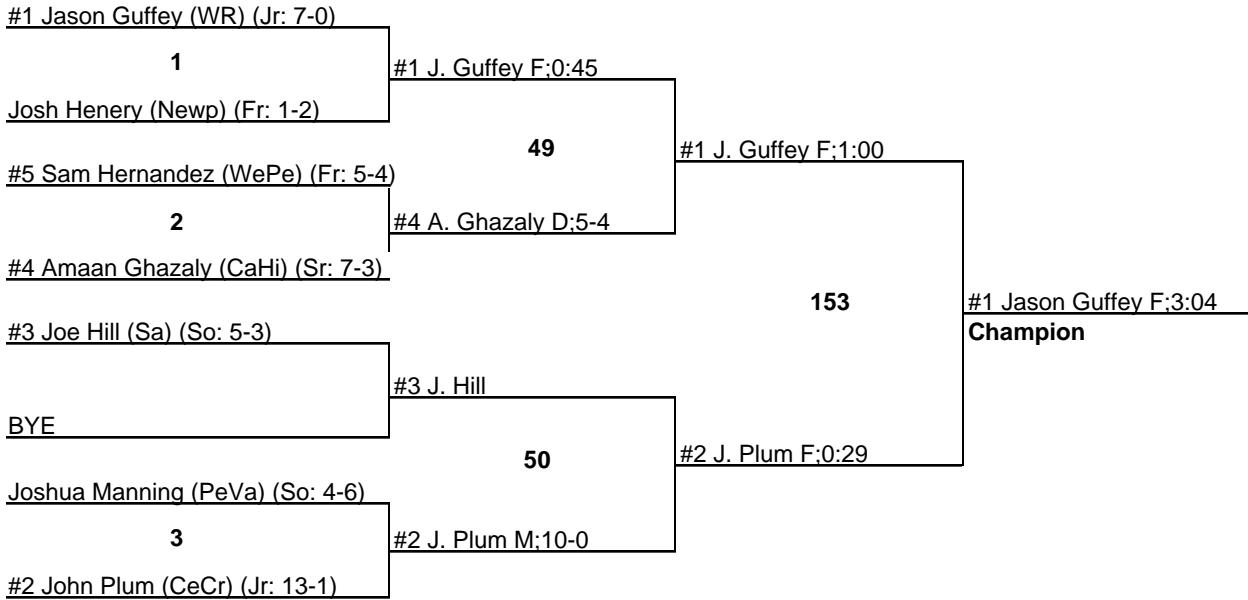 #1 Jason Guffey (WR) (Jr: 7-0)
1
Josh Henery (Newp) (Fr: 1-2)
#1 J. Guffey F;0:45
#5 Sam Hernandez (WePe) (Fr: 5-4)
2
#4 Amaan Ghazaly (CaHi) (Sr: 7-3)
#4 A. Ghazaly D;5-4
49
#1 J. Guffey F;1:00
#3 Joe Hill (Sa) (So: 5-3)
BYE
#3 J. Hill
Joshua Manning (PeVa) (So: 4-6)
3
#2 John Plum (CeCr) (Jr: 13-1)
#2 J. Plum M;10-0
50
#2 J. Plum F;0:29
153
#1 Jason Guffey F;3:04
Champion